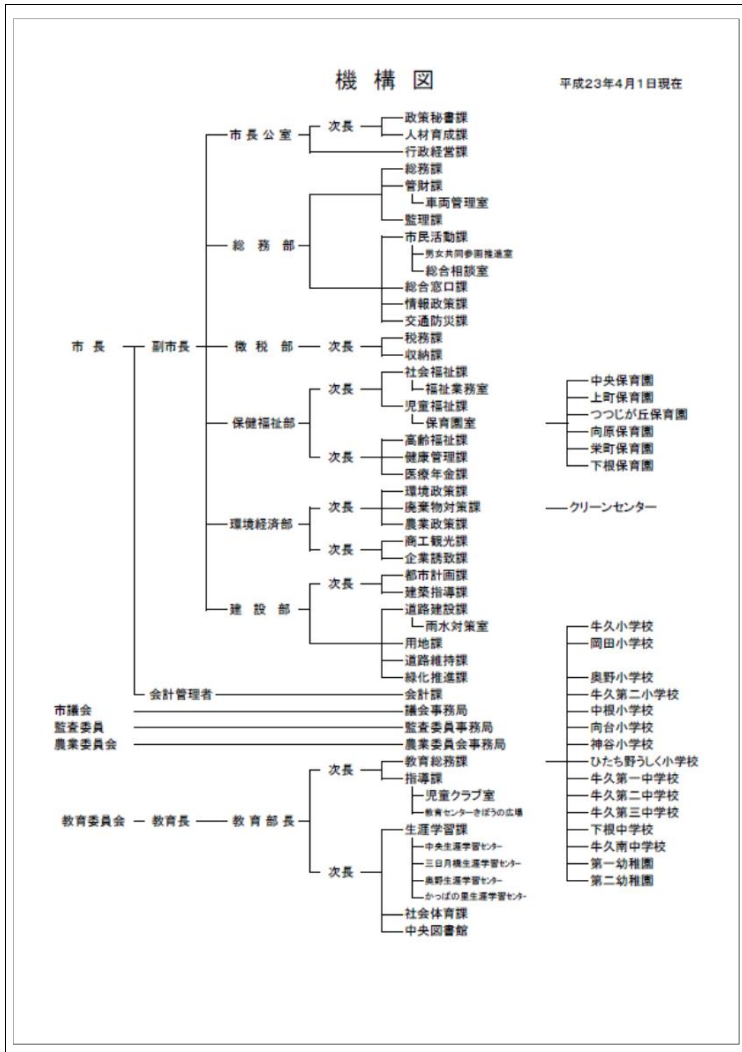 機構図
平成23年4月1日現在
市長
副市長
市長公室
次長
政策秘書課
人材育成課
行政経営課
総務部
総務課
管財課
車両管理室
監理課
市民活動課
男女共同参画推進室
総合相談室
総合窓口課
情報政策課
交通防災課
徴税部
次長
税務課
収納課
保健福祉部
次長
社会福祉課
福祉業務室
児童福祉課
保育園室
中央保育園
上町保育園
つつじが丘保育園
向原保育園
栄町保育園
下根保育園
次長
高齢福祉課
健康管理課
医療年金課
環境経済部
次長
環境政策課
廃棄物対策課
クリーンセンター
農業政策課
次長
商工観光課
企業誘致課
建設部
次長
都市計画課
建築指導課
道路建設課
雨水対策室
用地課
道路維持課
緑化推進課
会計管理者
会計課
市議会
議会事務局
監査委員
監査委員事務局
農業委員会
農業委員会事務局
教育委員会
教育長
教育部長
次長
教育総務課
牛久小学校
岡田小学校
奥野小学校
牛久第二小学校
中根小学校
向台小学校
神谷小学校
ひたち野うしく小学校
牛久第一中学校
牛久第二中学校
牛久第三中学校
下根中学校
牛久南中学校
第一幼稚園
第二幼稚園
指導課
児童クラブ室
教育センターきぼうの広場
次長
生涯学習課
中央生涯学習センター
三日月橋生涯学習センター
奥野生涯学習センター
かっぱの里生涯学習センター
社会体育課
中央図書館